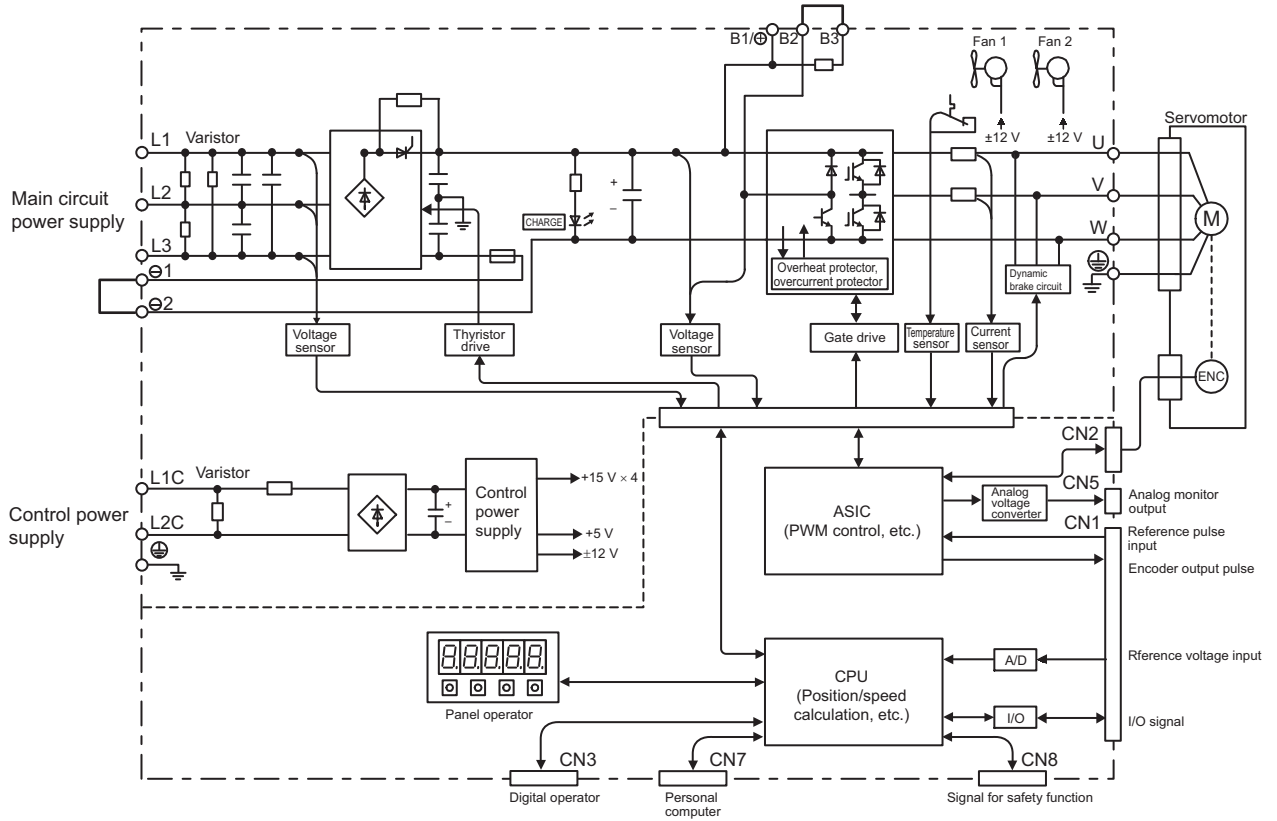 B1/⊕ B2 B3
Fan 1 Fan 2
±12 V ±12 V
Servomotor
Main circuit
power supply
L1 Varistor
L2
L3
⊖1
⊖2
+
–
CHARGE
Overheat protector,
overcurrent protector
U
V
W
M
Dynamic
brake circuit
Voltage
sensor
Thyristor
drive
Voltage
sensor
Gate drive
Temperature
sensor
Current
sensor
ENC
Control power
supply
L1C Varistor
L2C
+
–
Control
power
supply
+15 V × 4
+5 V
±12 V
ASIC
(PWM control, etc.)
Analog
voltage
converter
CN2
CN5
Analog monitor
output
CN1
Reference pulse
input
Encoder output pulse
8.8.8.8.8.
Panel operator
CPU
(Position/speed
calculation, etc.)
A/D
Rference voltage input
I/O
I/O signal
CN3
Digital operator
CN7
Personal
computer
CN8
Signal for safety function